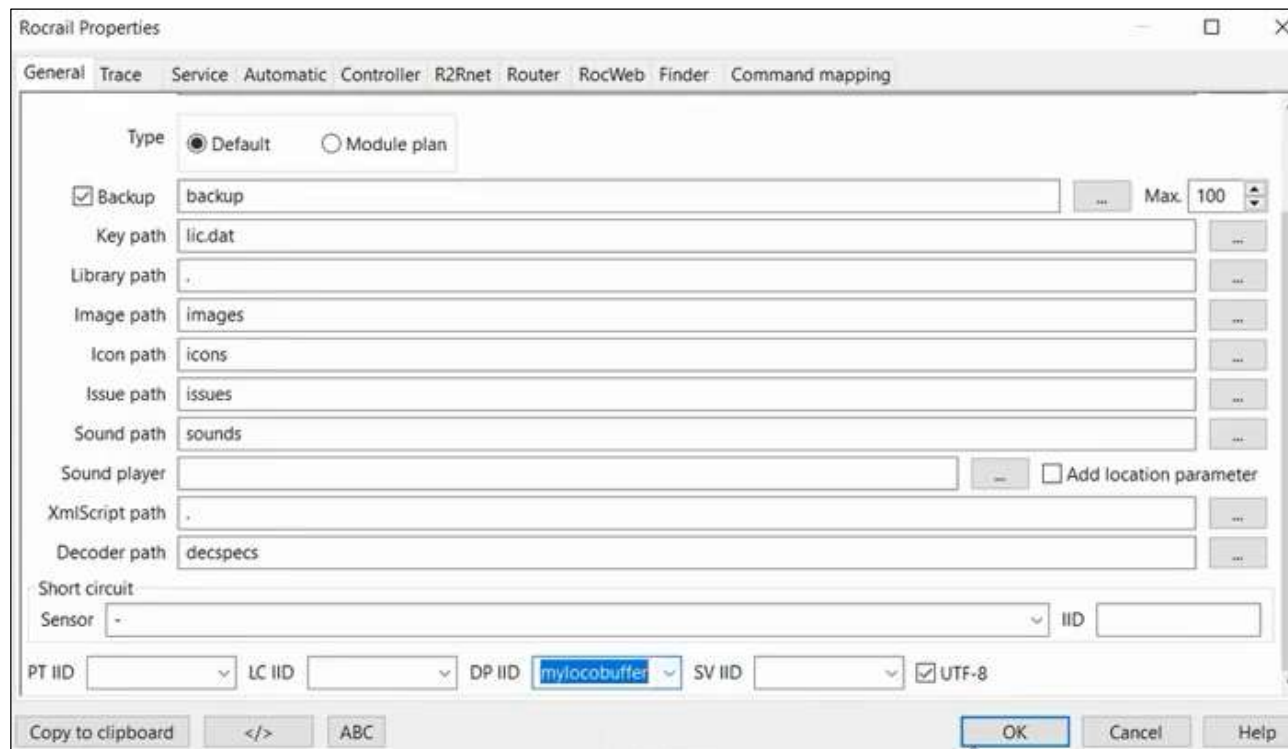 Rocrail Properties
General Trace Service Automatic Controller R2Rnet Router RocWeb Finder Command mapping
Type Default Module plan
Backup backup ... Max. 100
Key path lic.dat ...
Library path . ...
Image path images ...
Icon path icons ...
Issue path issues ...
Sound path sounds ...
Sound player ... Add location parameter
XmlScript path . ...
Decoder path decspecs ...
Short circuit
Sensor - IID
PT IID LC IID DP IID mylocobuffer SV IID UTF-8
Copy to clipboard </> ABC OK Cancel Help